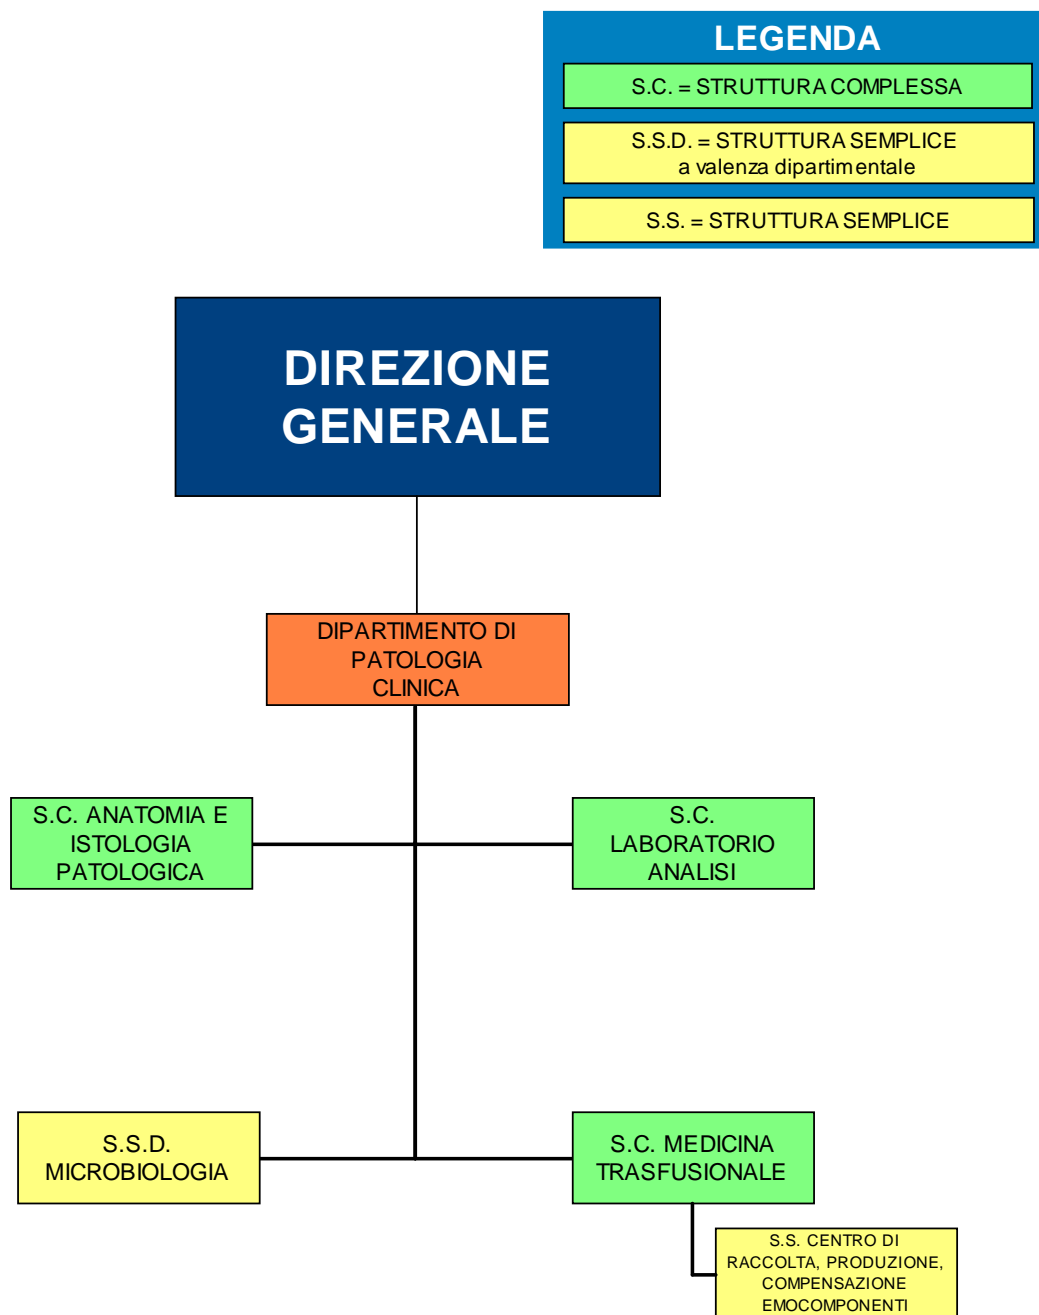 LEGENDA
S.C. = STRUTTURA COMPLESSA
S.S.D. = STRUTTURA SEMPLICE
a valenza dipartimentale
S.S. = STRUTTURA SEMPLICE
DIREZIONE
GENERALE
DIPARTIMENTO DI
PATOLOGIA
CLINICA
S.C. ANATOMIA E
ISTOLOGIA
PATOLOGICA
S.C.
LABORATORIO
ANALISI
S.S.D.
MICROBIOLOGIA
S.C. MEDICINA
TRASFUSIONALE
S.S. CENTRO DI
RACCOLTA, PRODUZIONE,
COMPENSAZIONE
EMOCOMPONENTI